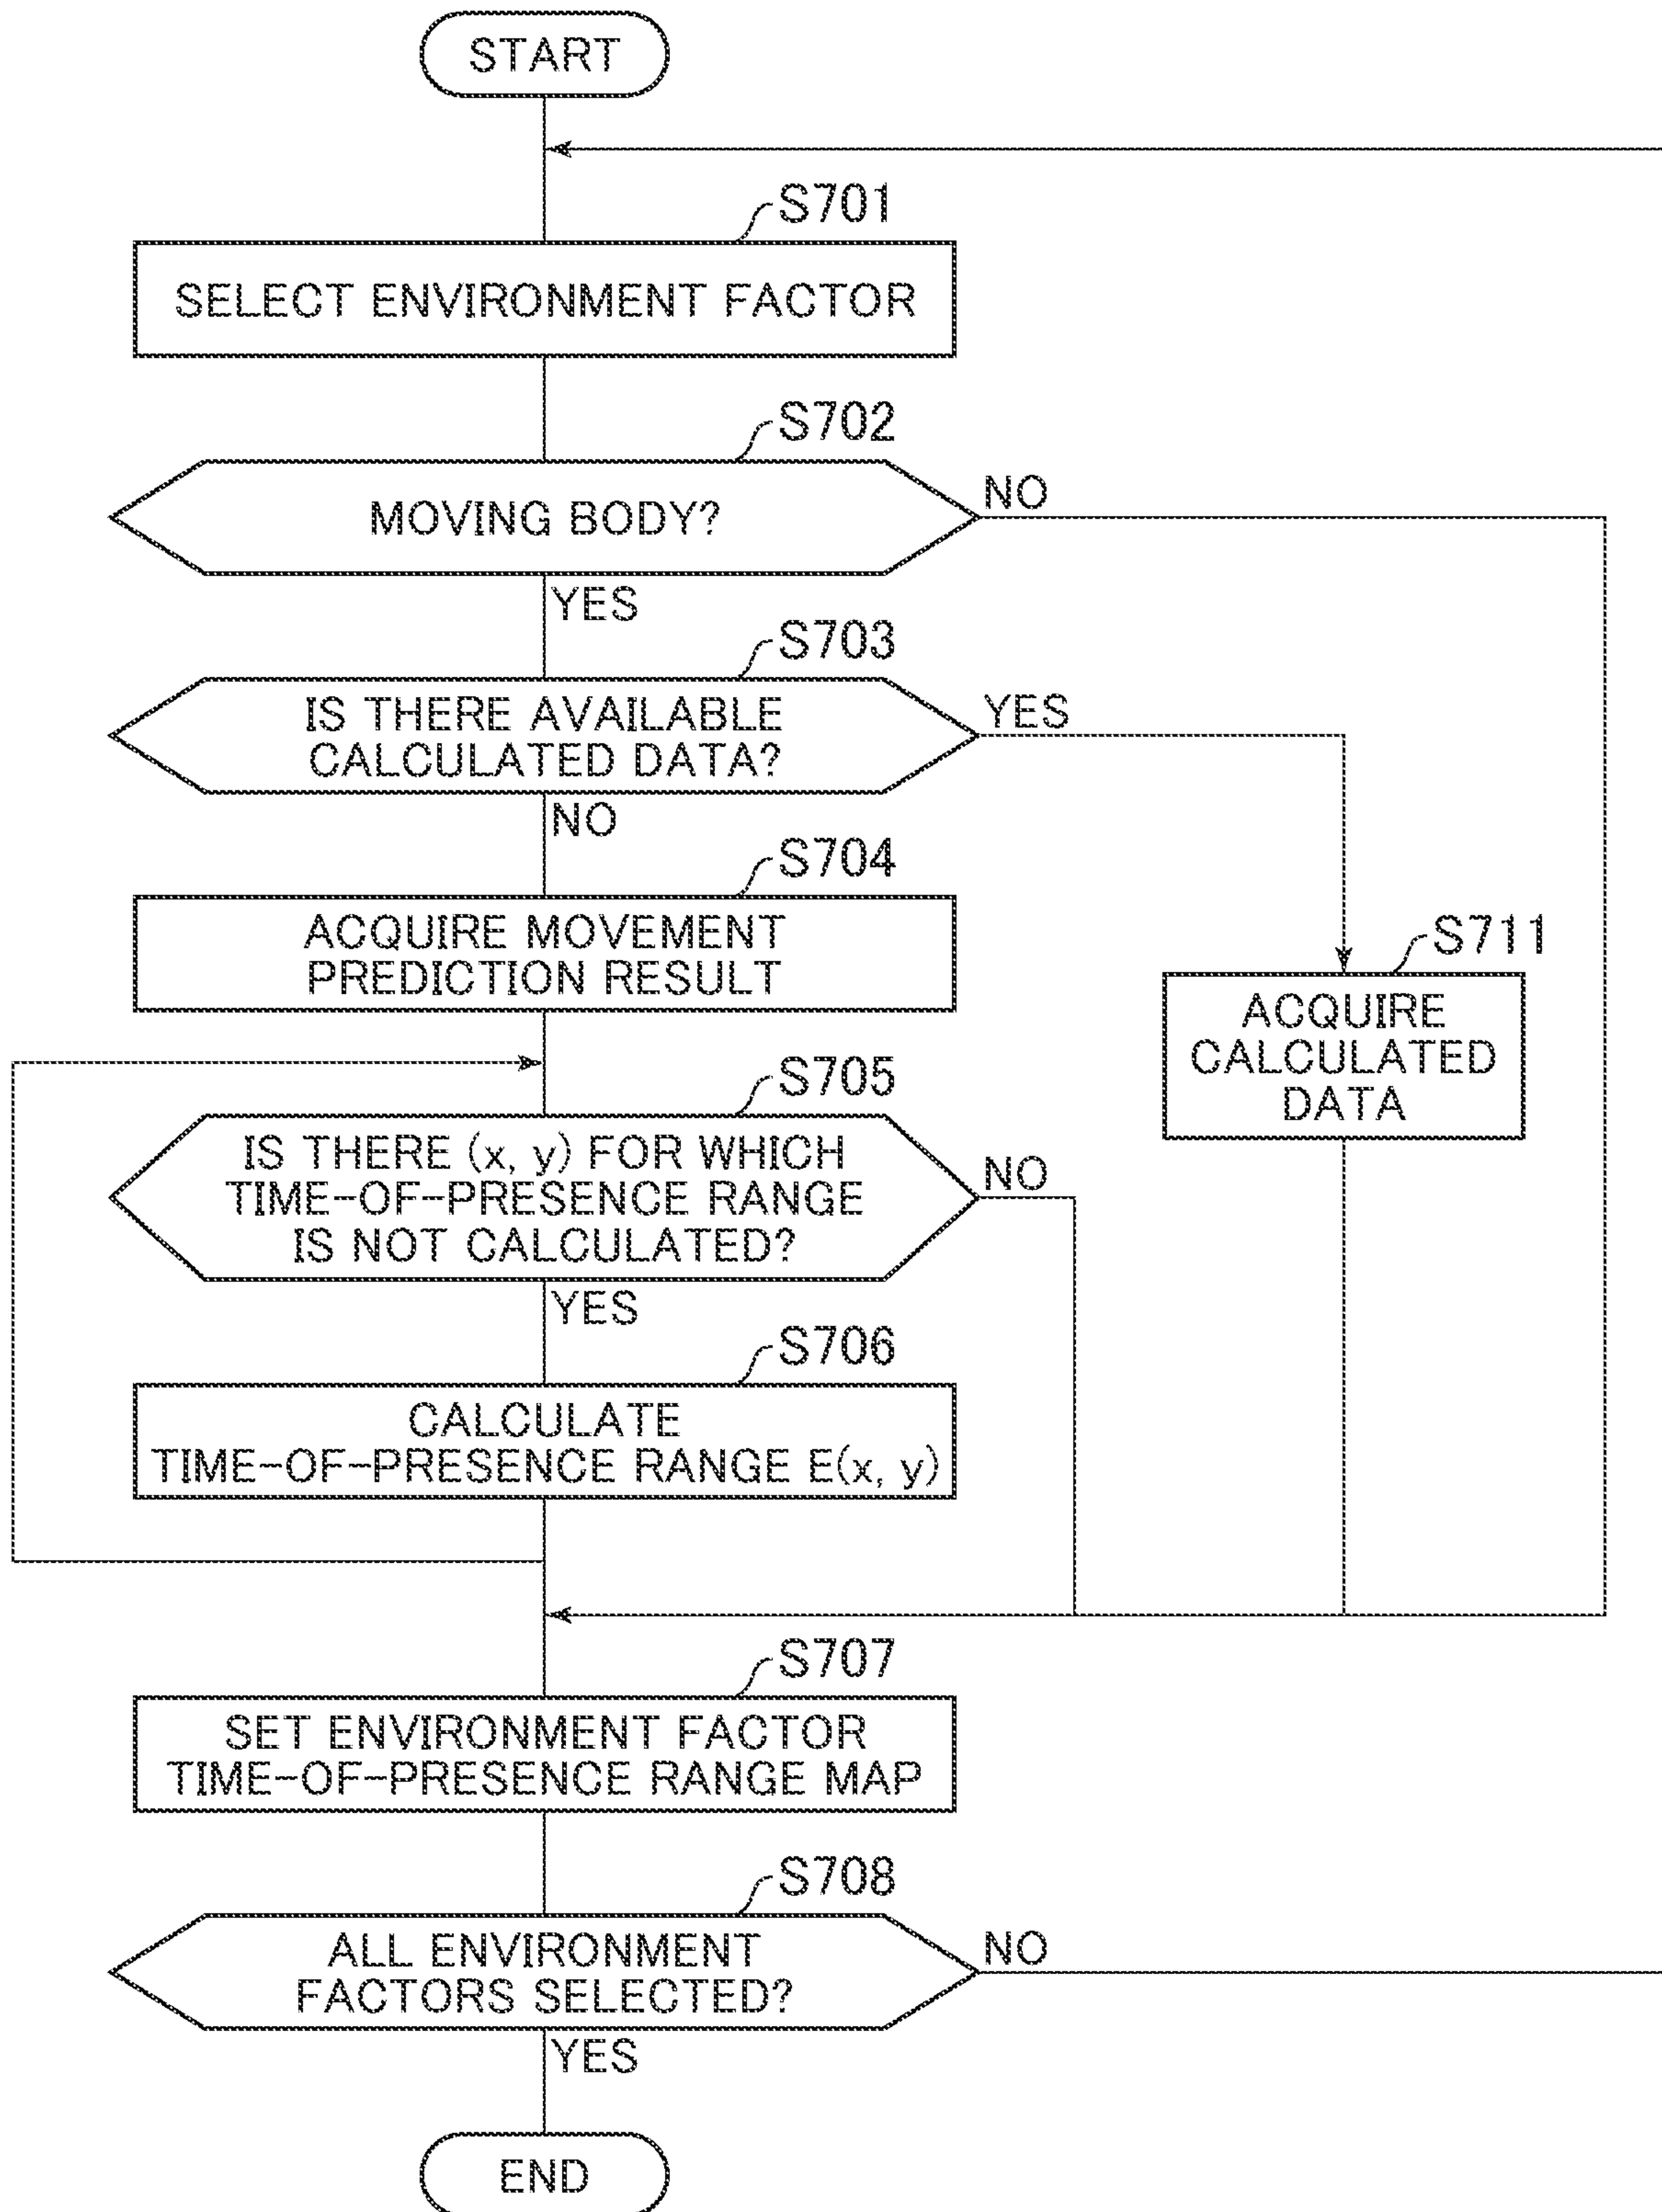 START
S701
SELECT ENVIRONMENT FACTOR
S702
MOVING BODY?
NO
YES
S703
IS THERE AVAILABLE
CALCULATED DATA?
YES
NO
S704
ACQUIRE MOVEMENT
PREDICTION RESULT
S711
ACQUIRE
CALCULATED
DATA
S705
IS THERE (x, y) FOR WHICH
TIME-OF-PRESENCE RANGE
IS NOT CALCULATED?
NO
YES
S706
CALCULATE
TIME-OF-PRESENCE RANGE E(x, y)
S707
SET ENVIRONMENT FACTOR
TIME-OF-PRESENCE RANGE MAP
S708
ALL ENVIRONMENT
FACTORS SELECTED?
NO
YES
END